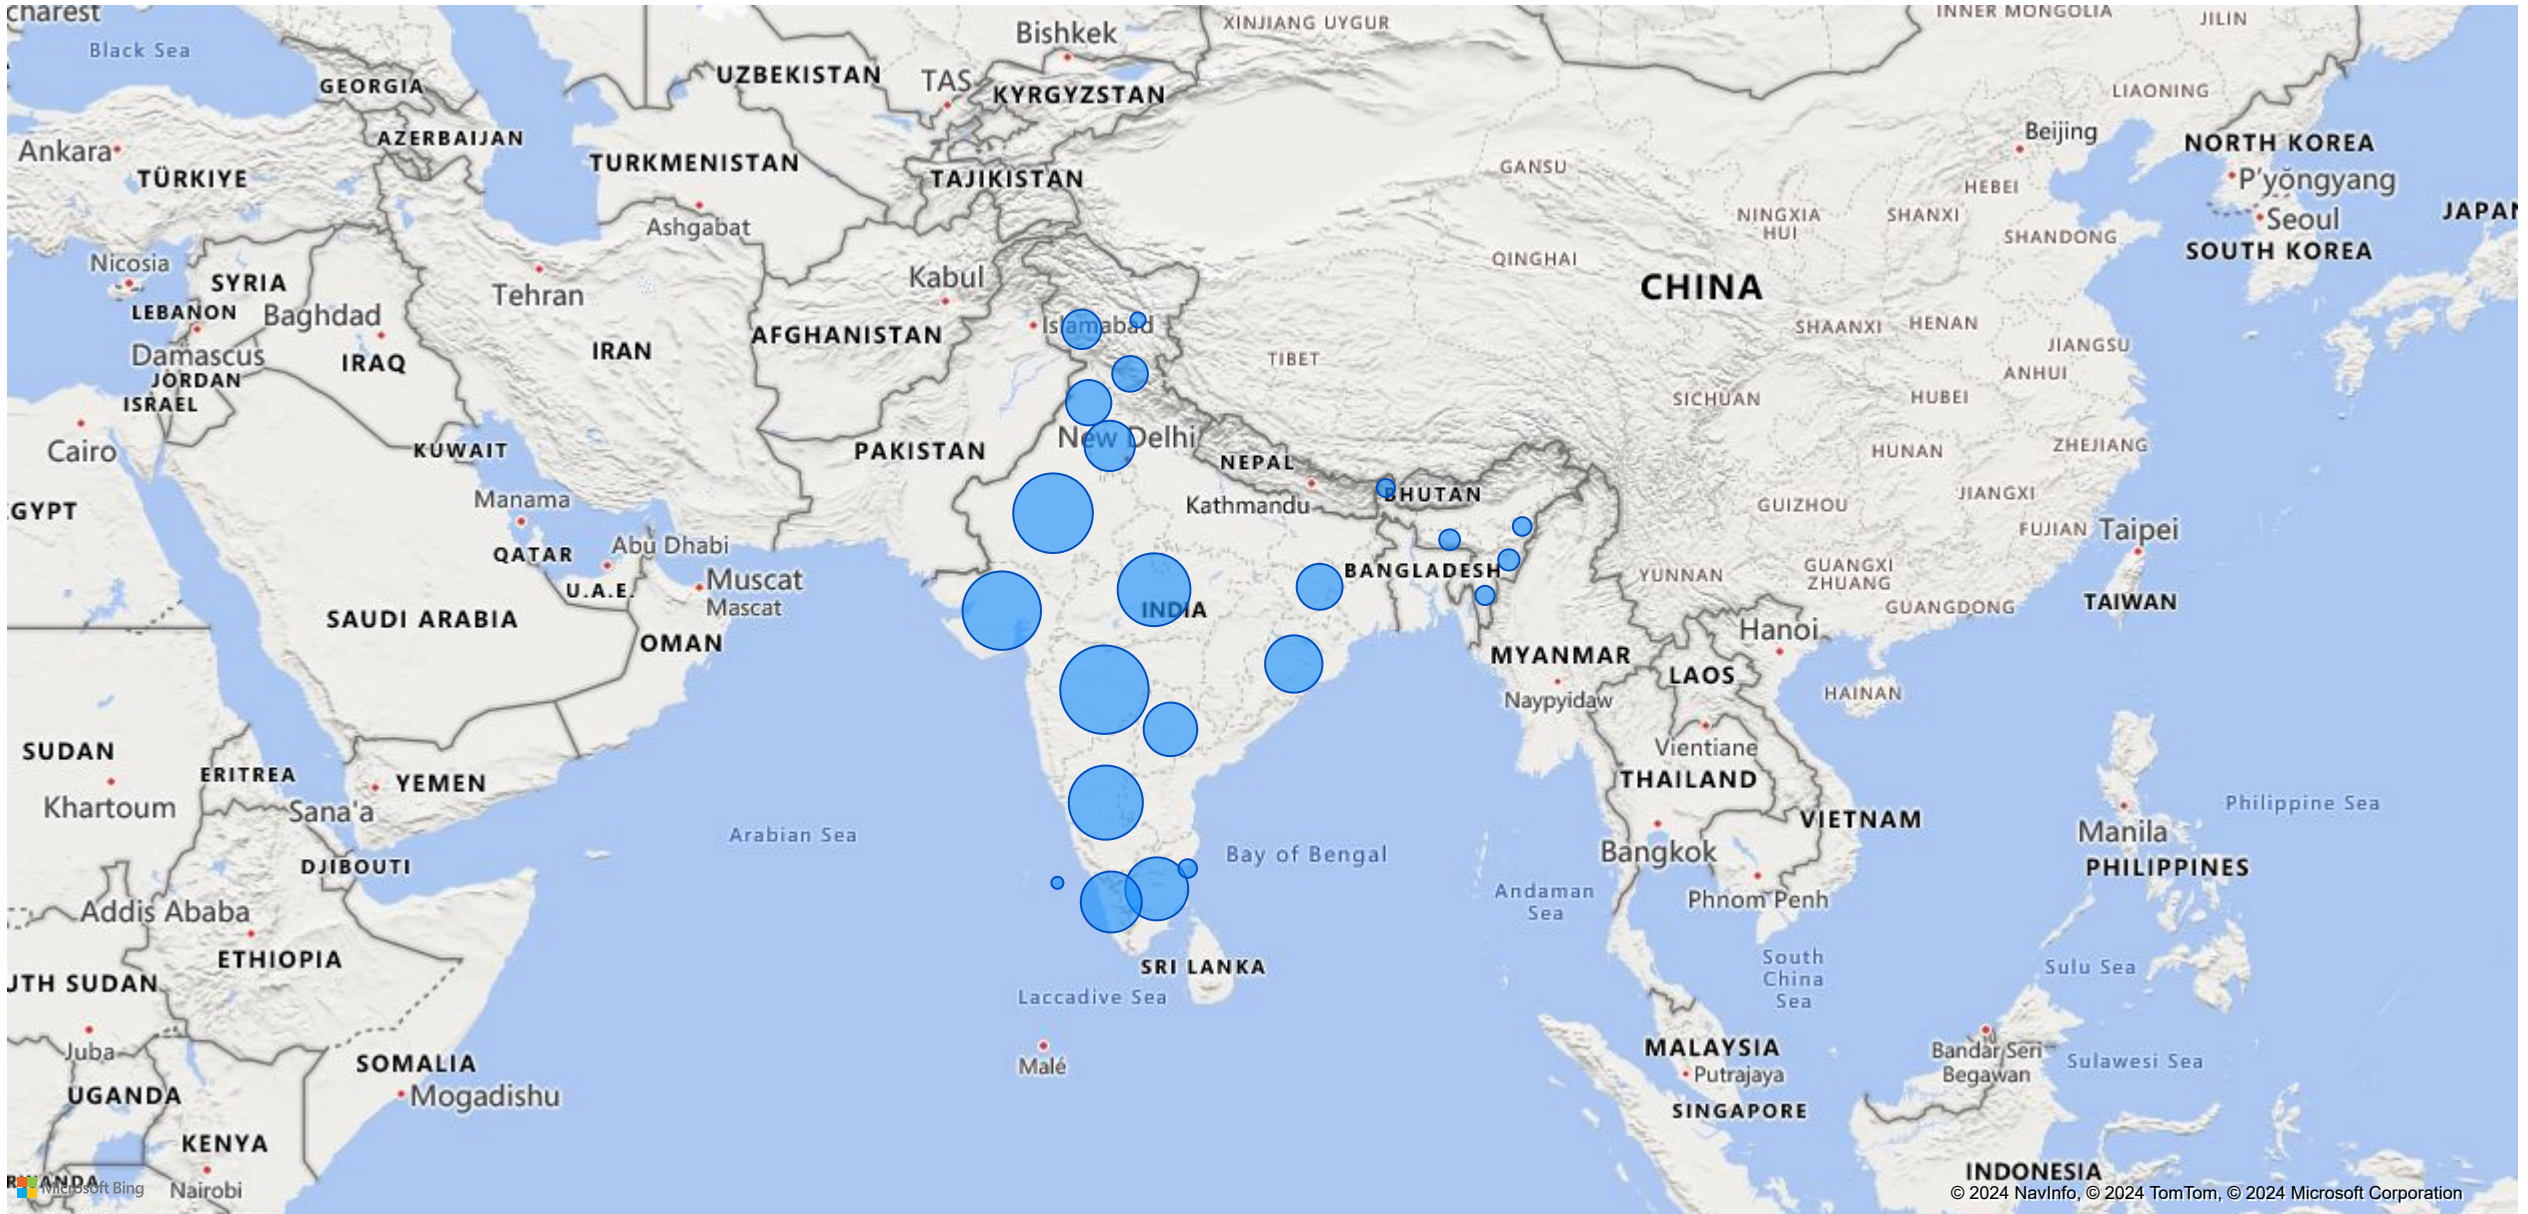 charest
Black Sea
GEORGIA
AZERBAIJAN
Ankara
TÜRKIYE
UZBEKISTAN
TAS
Bishkek
KYRGYZSTAN
XINJIANG UYGUR
INNER MONGOLIA
JILIN
LIAONING
Beijing
NORTH KOREA
P'yŏngyang
Seoul
SOUTH KOREA
JAPAN
TURKMENISTAN
Ashgabat
TAJIKISTAN
GANSU
HEBEI
NINGXIA
HUI
SHANXI
SHANDONG
QINGHAI
CHINA
Nicosia
SYRIA
LEBANON
Baghdad
Damascus
IRAQ
JORDAN
ISRAEL
Tehran
IRAN
Kabul
AFGHANISTAN
Islamabad
TIBET
SHAANXI
HENAN
JIANGSU
ANHUI
SICHUAN
HUBEI
Cairo
KUWAIT
PAKISTAN
New Delhi
NEPAL
Kathmandu
BHUTAN
HUNAN
ZHEJIANG
GUIZHOU
JIANGXI
FUJIAN
Taipei
TAIWAN
EGYPT
Manama
QATAR
Abu Dhabi
U.A.E.
Muscat
Mascat
SAUDI ARABIA
OMAN
INDIA
BANGLADESH
YUNNAN
GUANGXI
ZHUANG
GUANGDONG
Hanoi
MYANMAR
LAOS
Naypyidaw
HAINAN
SUDAN
Khartoum
ERITREA
Sana'a
YEMEN
DJIBOUTI
Arabian Sea
Bay of Bengal
Vientiane
THAILAND
VIETNAM
Bangkok
Phnom Penh
Andaman
Sea
Philippine Sea
Manila
PHILIPPINES
Addis Ababa
ETHIOPIA
UTH SUDAN
SRI LANKA
Laccadive Sea
Malé
South
China
Sea
Sulu Sea
Juba
SOMALIA
Mogadishu
UGANDA
KENYA
Nairobi
RWANDA
MALAYSIA
Putrajaya
SINGAPORE
Bandar Seri
Begawan
Sulawesi Sea
INDONESIA
Microsoft Bing
© 2024 NavInfo, © 2024 TomTom, © 2024 Microsoft Corporation